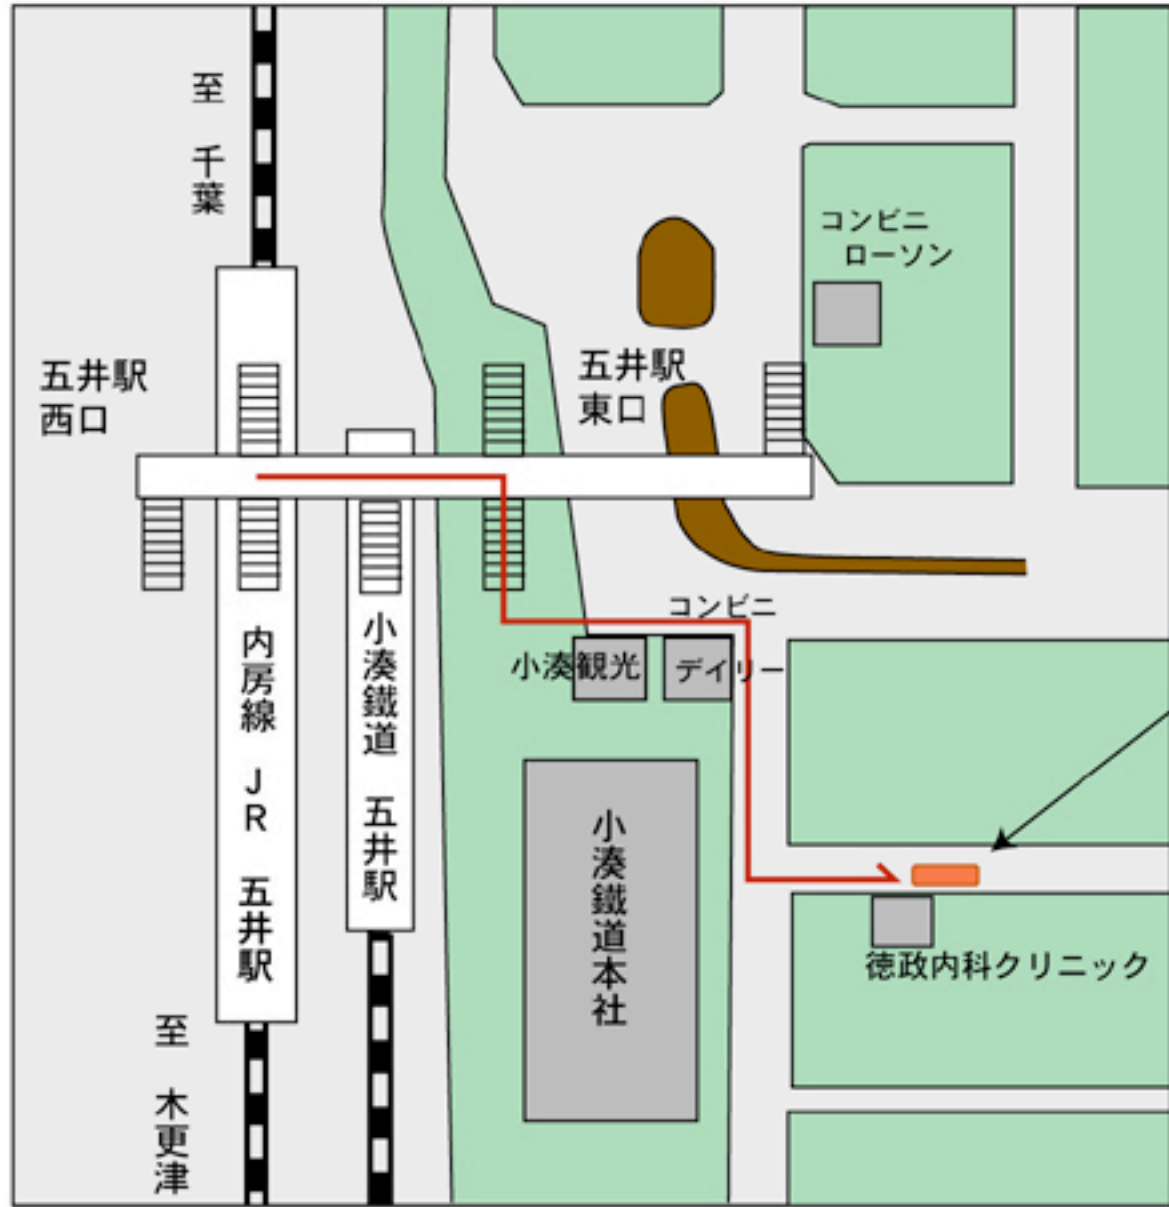 至 千葉
コンビニ
ローソン
五井駅
西口
五井駅
東口
コンビニ
小湊観光
デイリー
内房線 JR 五井駅
小湊鐵道 五井駅
小湊鐵道本社
徳政内科クリニック
至 木更津